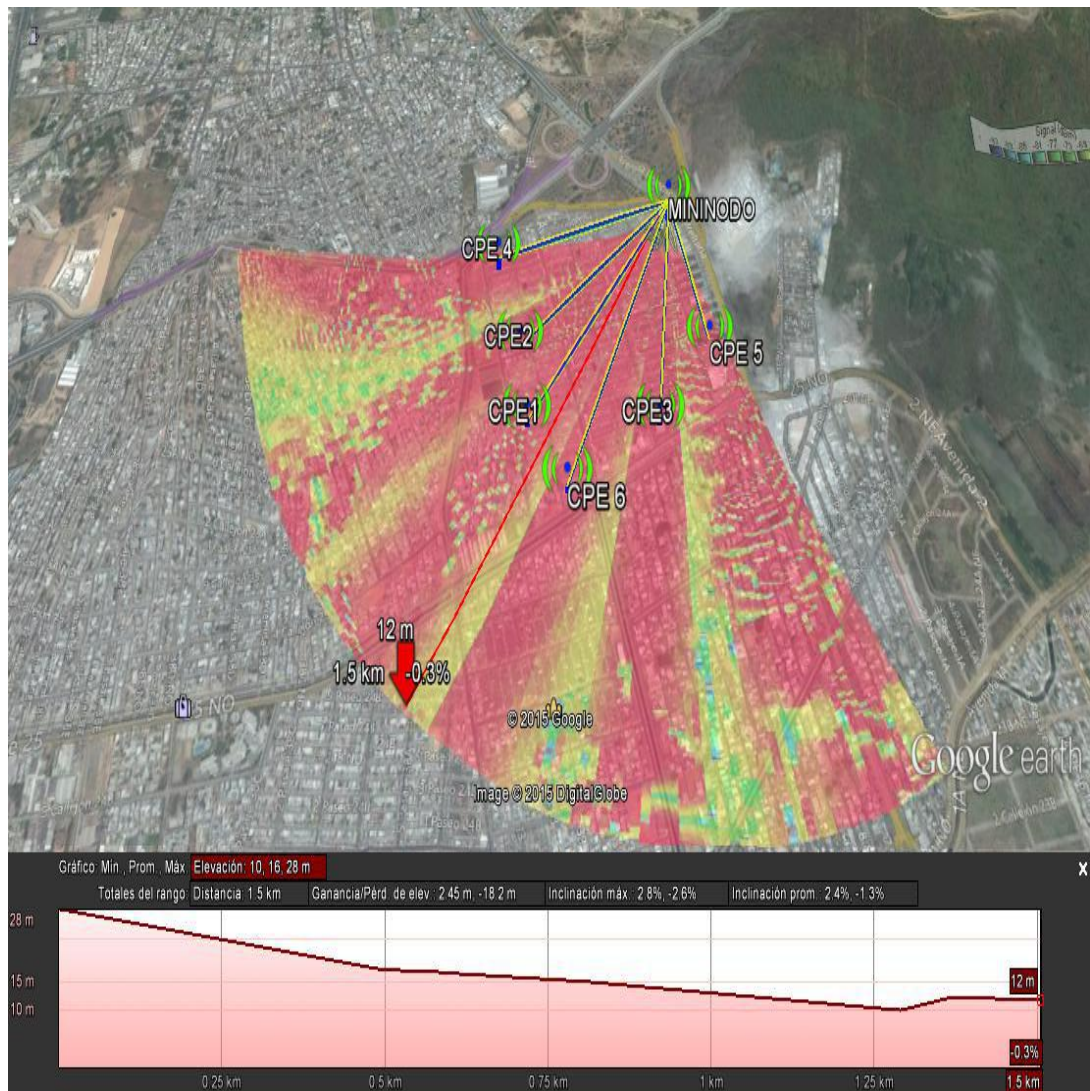 MININODO
CPE 4
CPE2
CPE 5
CPE1
CPE3
CPE 6
12 m
1.5 km -0.3%
© 2015 Google
Google earth
Image © 2015 DigitalGlobe
Gráfico: Mín., Prom., Máx. Elevación: 10, 16, 28 m
Totales del rango: Distancia: 1.5 km Ganancia/Pérd. de elev.: 2.45 m, -18.2 m Inclinación máx.: 2.8%, -2.6% Inclinación prom.: 2.4%, -1.3%
28 m
15 m
10 m
12 m
-0.3%
0.25 km 0.5 km 0.75 km 1 km 1.25 km 1.5 km